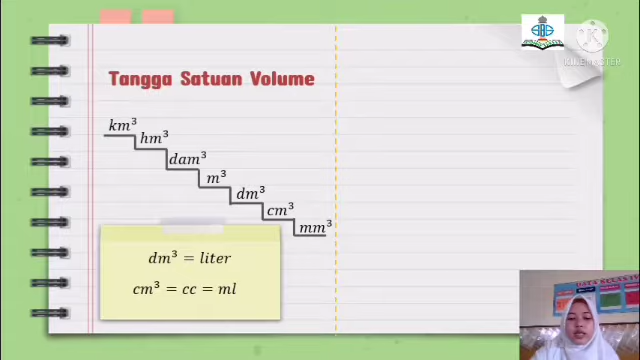 Tangga Satuan Volume
km³
hm³
dam³
m³
dm³
cm³
mm³
dm³ = liter
cm³ = cc = ml
KINEMASTER